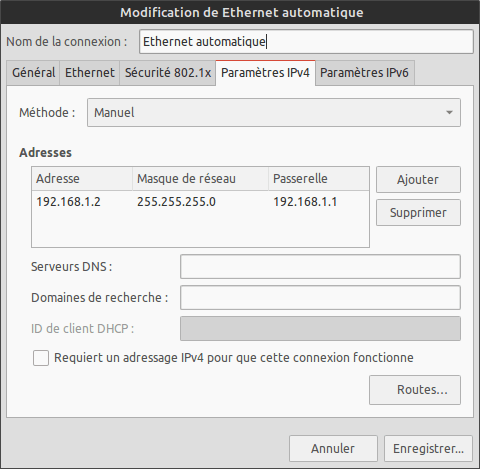 Modification de Ethernet automatique
Nom de la connexion : Ethernet automatique
Général Ethernet Sécurité 802.1x Paramètres IPv4 Paramètres IPv6
Méthode : Manuel
Adresses
Adresse Masque de réseau Passerelle
192.168.1.2 255.255.255.0 192.168.1.1
Ajouter
Supprimer
Serveurs DNS :
Domaines de recherche :
ID de client DHCP :
Requiert un adressage IPv4 pour que cette connexion fonctionne
Routes...
Annuler Enregistrer...